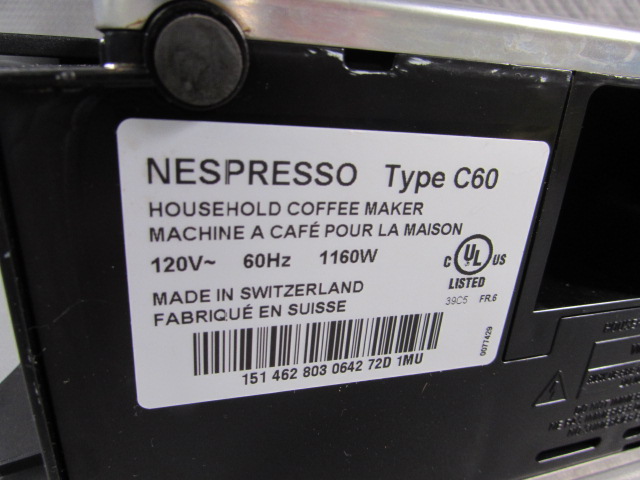 NESPRESSO Type C60
HOUSEHOLD COFFEE MAKER
MACHINE A CAFÉ POUR LA MAISON
120V~ 60Hz 1160W
C UL US
LISTED
MADE IN SWITZERLAND
39C5 FR.6
FABRIQUÉ EN SUISSE
0077429
151 462 803 0642 72D 1MU